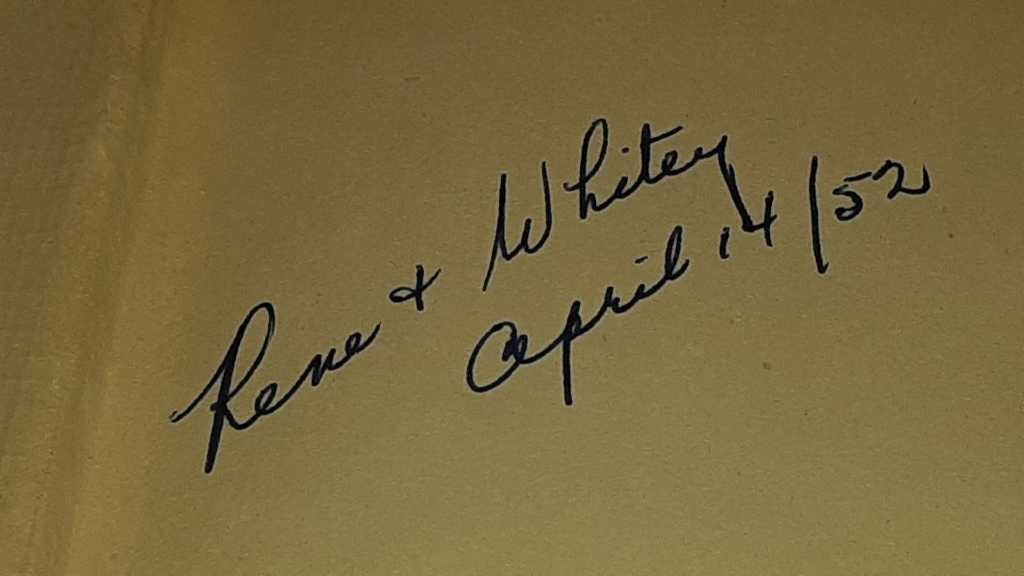 Rene & Whitey
April 14/52